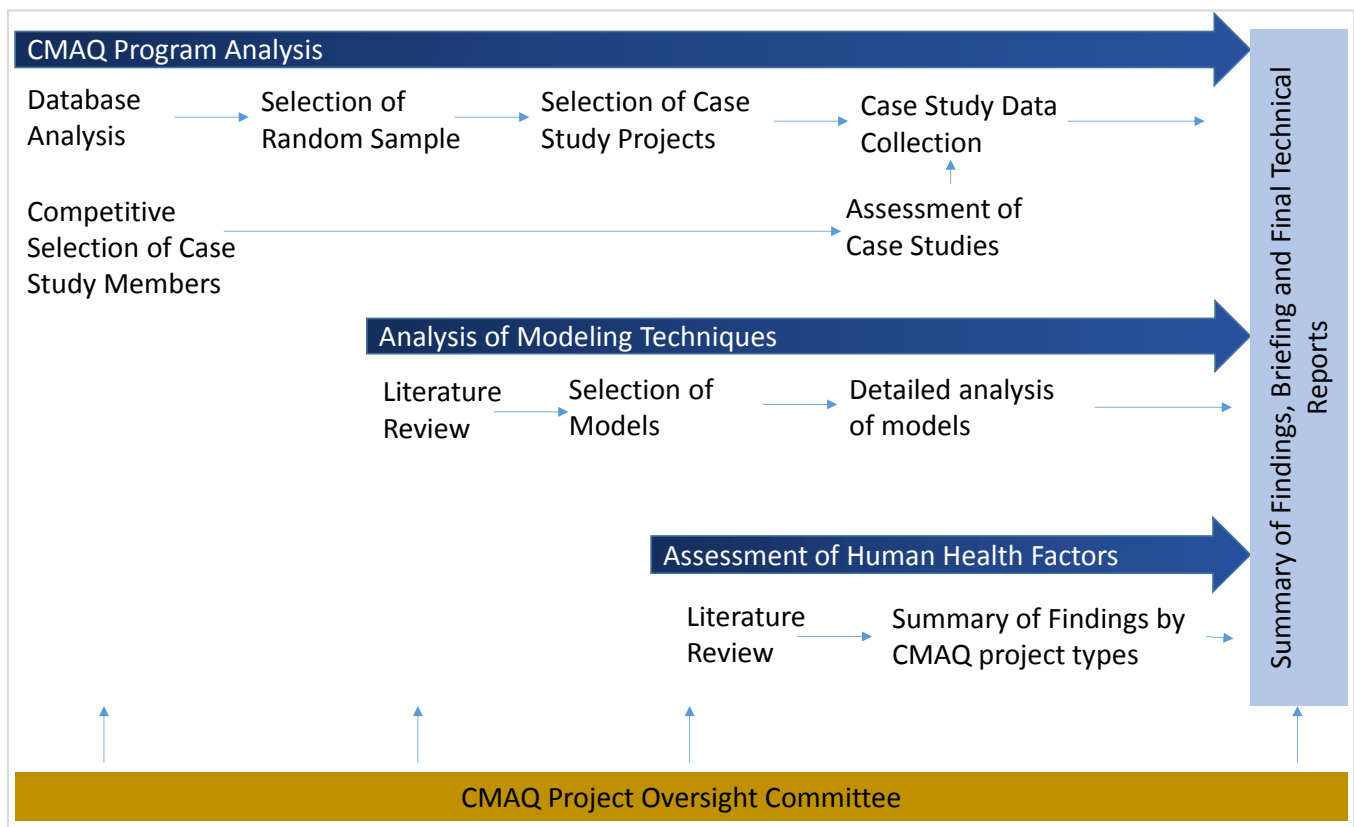 CMAQ Program Analysis
Database
Analysis
Selection of
Random Sample
Selection of Case
Study Projects
Case Study Data
Collection
Competitive
Selection of Case
Study Members
Assessment of
Case Studies
Analysis of Modeling Techniques
Literature
Review
Selection of
Models
Detailed analysis
of models
Assessment of Human Health Factors
Literature
Review
Summary of Findings by
CMAQ project types
Summary of Findings, Briefing and Final Technical
Reports
CMAQ Project Oversight Committee